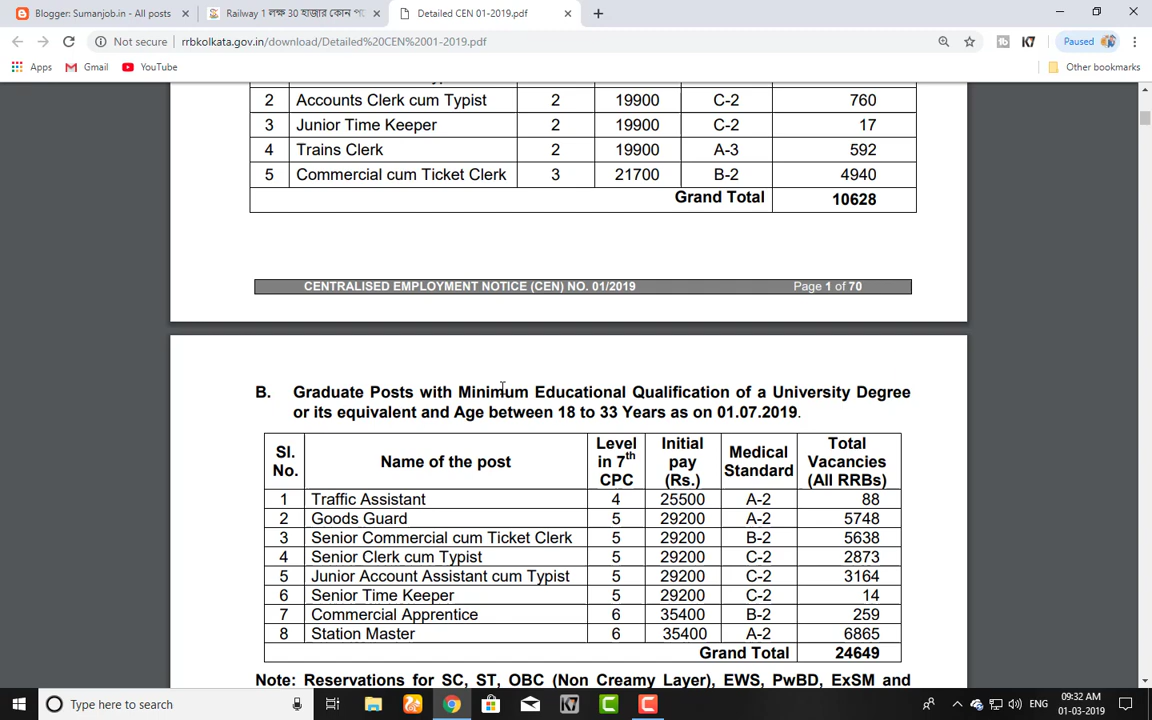 Blogger: Sumanjob.in - All posts
Railway 1 লক্ষ 30 হাজার কোন প
Detailed CEN 01-2019.pdf
Not secure | rrbkolkata.gov.in/download/Detailed%20CEN%2001-2019.pdf
Paused
Apps Gmail YouTube Other bookmarks
2 Accounts Clerk cum Typist 2 19900 C-2 760
3 Junior Time Keeper 2 19900 C-2 17
4 Trains Clerk 2 19900 A-3 592
5 Commercial cum Ticket Clerk 3 21700 B-2 4940
Grand Total 10628
CENTRALISED EMPLOYMENT NOTICE (CEN) NO. 01/2019 Page 1 of 70
B. Graduate Posts with Minimum Educational Qualification of a University Degree
or its equivalent and Age between 18 to 33 Years as on 01.07.2019.
Sl. No. Name of the post Level in 7th CPC Initial pay (Rs.) Medical Standard Total Vacancies (All RRBs)
1 Traffic Assistant 4 25500 A-2 88
2 Goods Guard 5 29200 A-2 5748
3 Senior Commercial cum Ticket Clerk 5 29200 B-2 5638
4 Senior Clerk cum Typist 5 29200 C-2 2873
5 Junior Account Assistant cum Typist 5 29200 C-2 3164
6 Senior Time Keeper 5 29200 C-2 14
7 Commercial Apprentice 6 35400 B-2 259
8 Station Master 6 35400 A-2 6865
Grand Total 24649
Note: Reservations for SC, ST, OBC (Non Creamy Layer), EWS, PwBD, ExSM and
Type here to search
ENG
09:32 AM
01-03-2019